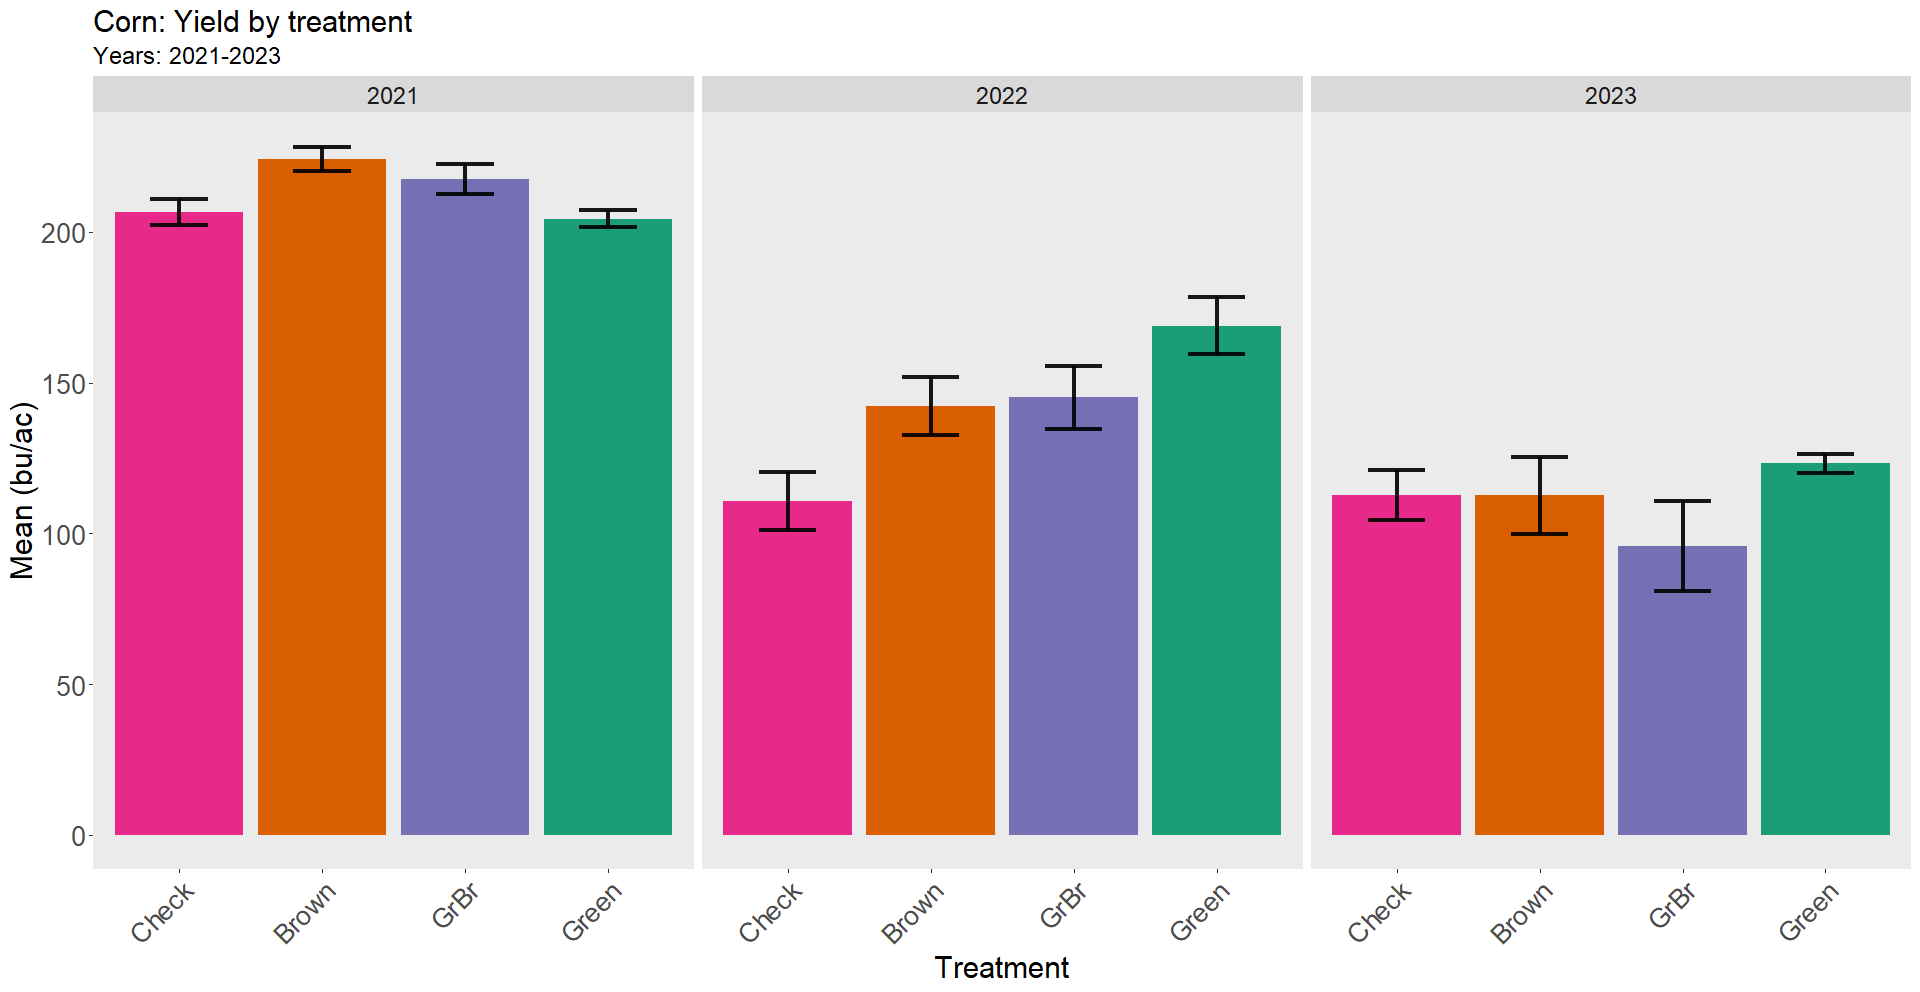 Corn: Yield by treatment
Years: 2021-2023
2021
2022
2023
Mean (bu/ac)
200
150
100
50
0
Check
Brown
GrBr
Green
Check
Brown
GrBr
Green
Check
Brown
GrBr
Green
Treatment